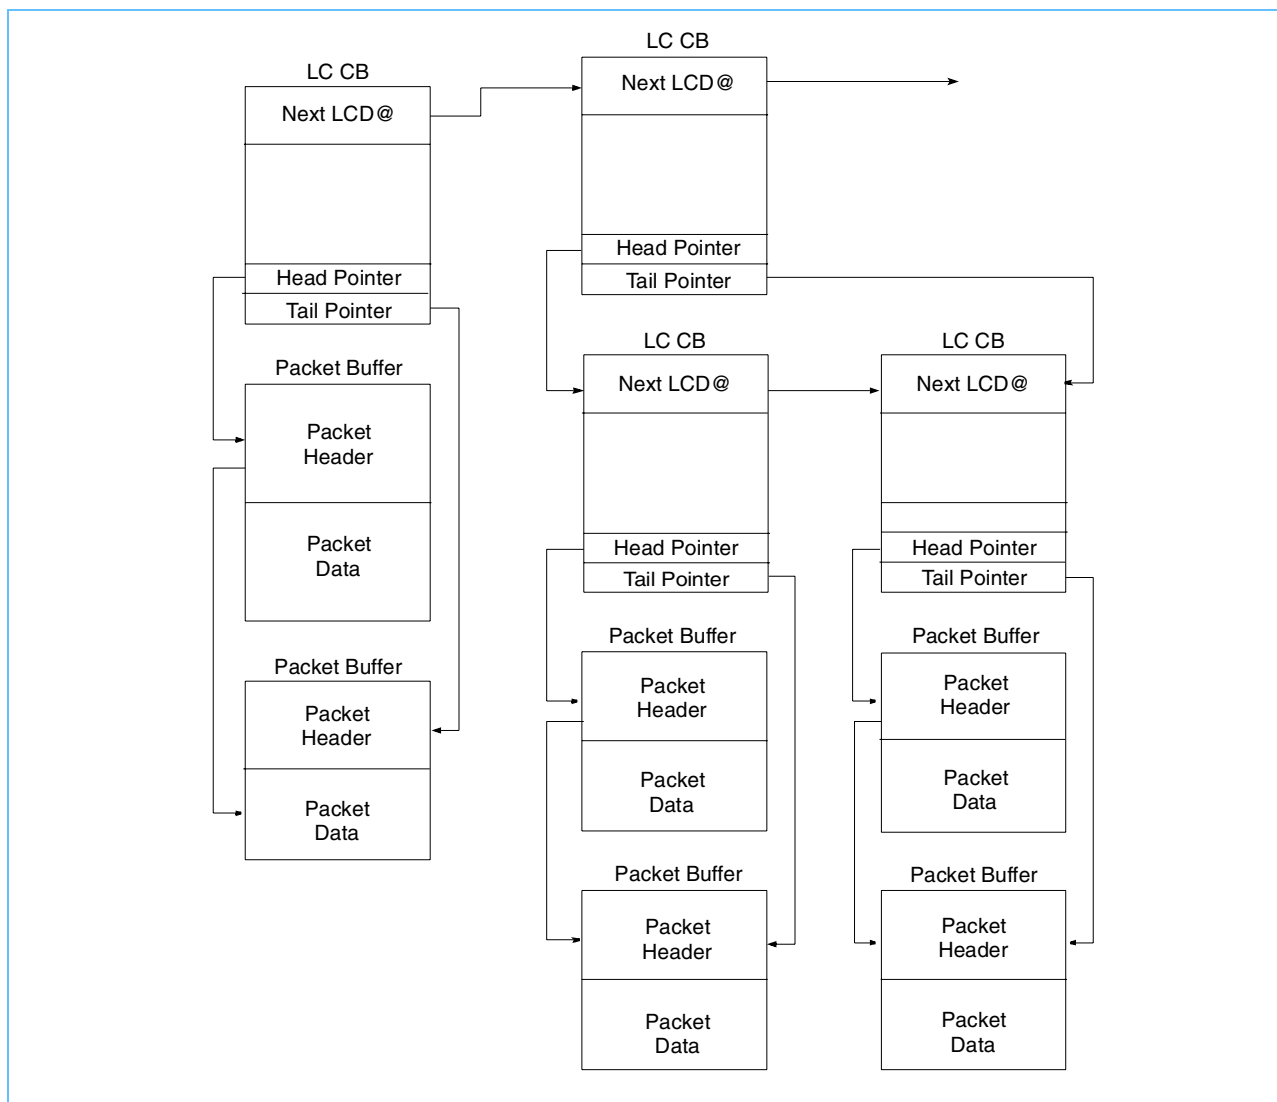 LC CB
Next LCD@
Head Pointer
Tail Pointer
Packet Buffer
Packet
Header
Packet
Data
Packet Buffer
Packet
Header
Packet
Data
LC CB
Next LCD@
Head Pointer
Tail Pointer
LC CB
Next LCD@
Head Pointer
Tail Pointer
Packet Buffer
Packet
Header
Packet
Data
Packet Buffer
Packet
Header
Packet
Data
LC CB
Next LCD@
Head Pointer
Tail Pointer
Packet Buffer
Packet
Header
Packet
Data
Packet Buffer
Packet
Header
Packet
Data